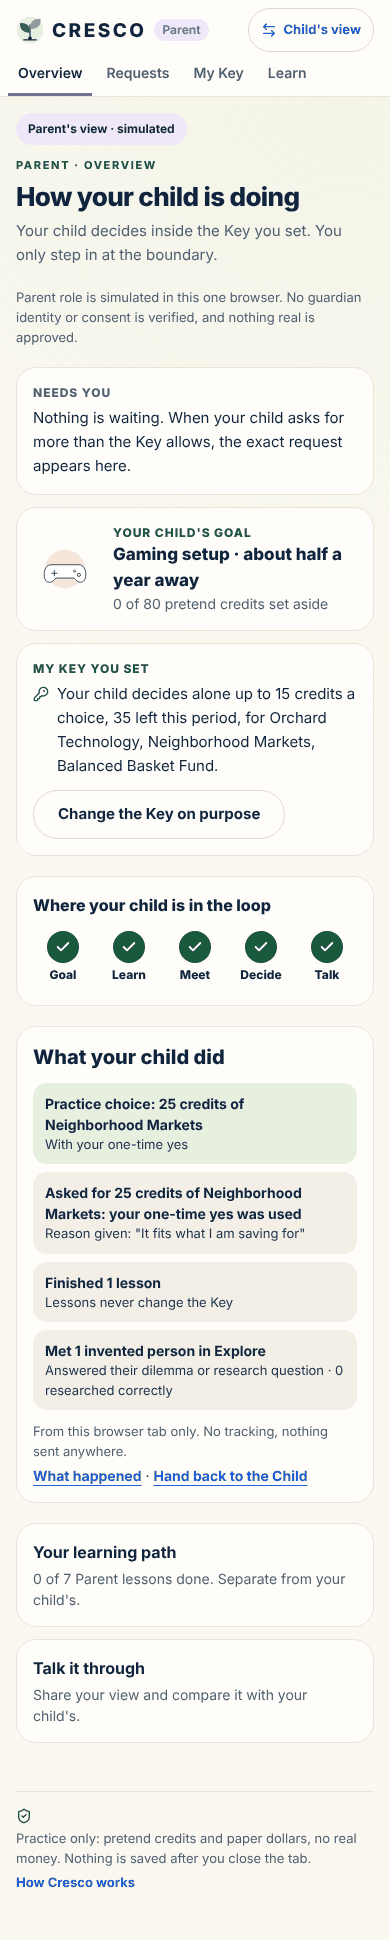 CRESCO Parent Child's view
Overview Requests My Key Learn
Parent's view · simulated
PARENT · OVERVIEW
How your child is doing
Your child decides inside the Key you set. You
only step in at the boundary.
Parent role is simulated in this one browser. No guardian
identity or consent is verified, and nothing real is
approved.
NEEDS YOU
Nothing is waiting. When your child asks for
more than the Key allows, the exact request
appears here.
YOUR CHILD'S GOAL
Gaming setup · about half a
year away
0 of 80 pretend credits set aside
MY KEY YOU SET
Your child decides alone up to 15 credits a
choice, 35 left this period, for Orchard
Technology, Neighborhood Markets,
Balanced Basket Fund.
Change the Key on purpose
Where your child is in the loop
Goal Learn Meet Decide Talk
What your child did
Practice choice: 25 credits of
Neighborhood Markets
With your one-time yes
Asked for 25 credits of Neighborhood
Markets: your one-time yes was used
Reason given: "It fits what I am saving for"
Finished 1 lesson
Lessons never change the Key
Met 1 invented person in Explore
Answered their dilemma or research question · 0
researched correctly
From this browser tab only. No tracking, nothing
sent anywhere.
What happened · Hand back to the Child
Your learning path
0 of 7 Parent lessons done. Separate from your
child's.
Talk it through
Share your view and compare it with your
child's.
Practice only: pretend credits and paper dollars, no real
money. Nothing is saved after you close the tab.
How Cresco works